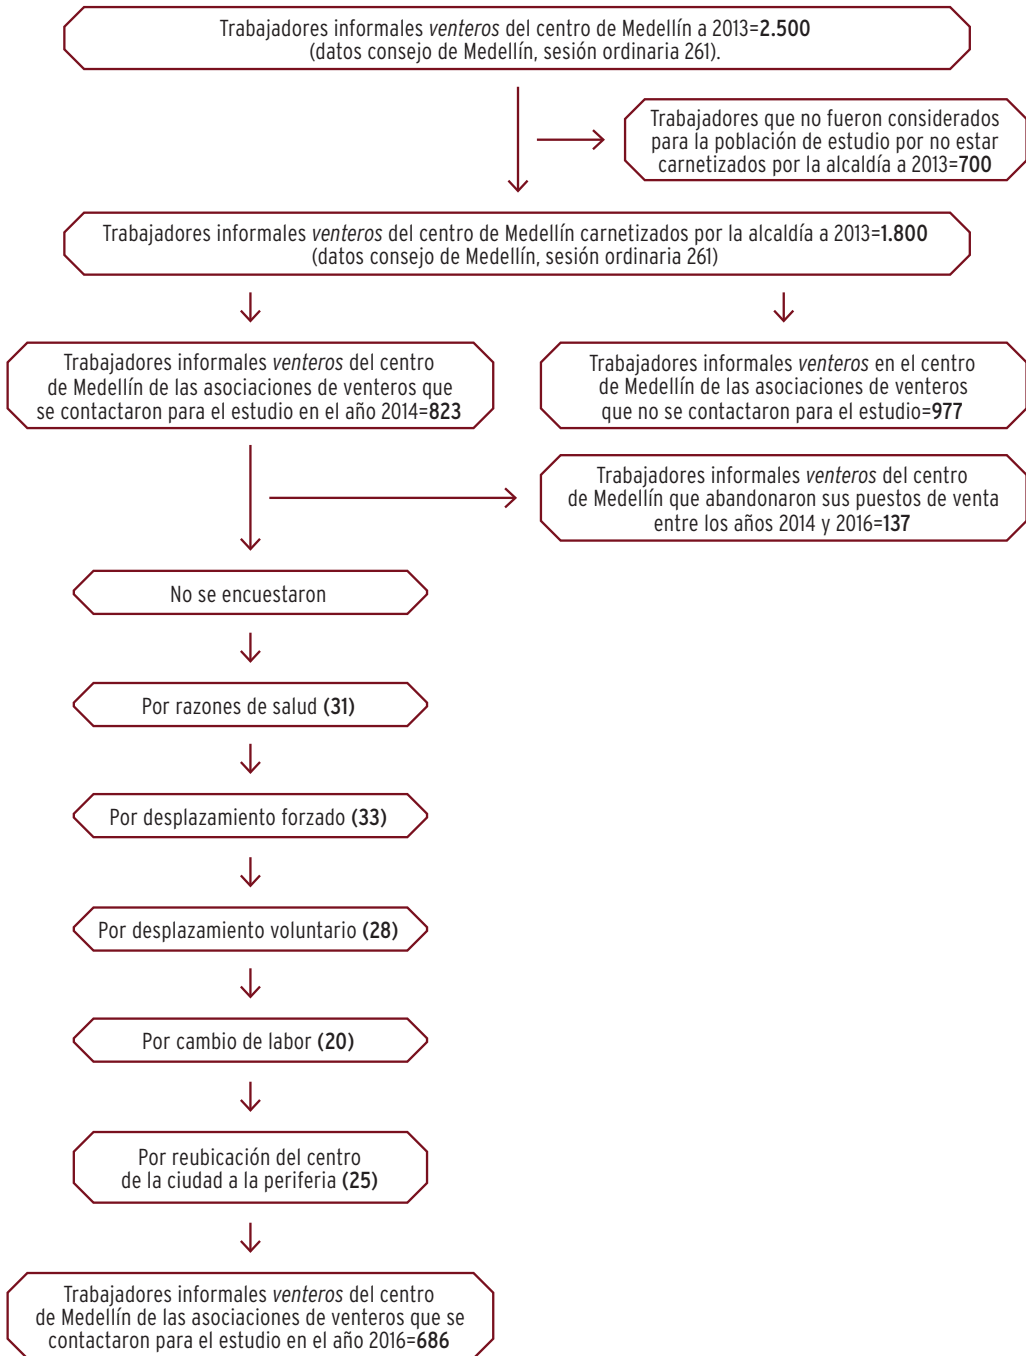 Trabajadores informales venteros del centro de Medellín a 2013=2.500
(datos consejo de Medellín, sesión ordinaria 261).
Trabajadores que no fueron considerados
para la población de estudio por no estar
carnetizados por la alcaldía a 2013=700
Trabajadores informales venteros del centro de Medellín carnetizados por la alcaldía a 2013=1.800
(datos consejo de Medellín, sesión ordinaria 261)
Trabajadores informales venteros del centro
de Medellín de las asociaciones de venteros que
se contactaron para el estudio en el año 2014=823
Trabajadores informales venteros en el centro
de Medellín de las asociaciones de venteros
que no se contactaron para el estudio=977
Trabajadores informales venteros del centro
de Medellín que abandonaron sus puestos de venta
entre los años 2014 y 2016=137
No se encuestaron
Por razones de salud (31)
Por desplazamiento forzado (33)
Por desplazamiento voluntario (28)
Por cambio de labor (20)
Por reubicación del centro
de la ciudad a la periferia (25)
Trabajadores informales venteros del centro
de Medellín de las asociaciones de venteros que se
contactaron para el estudio en el año 2016=686